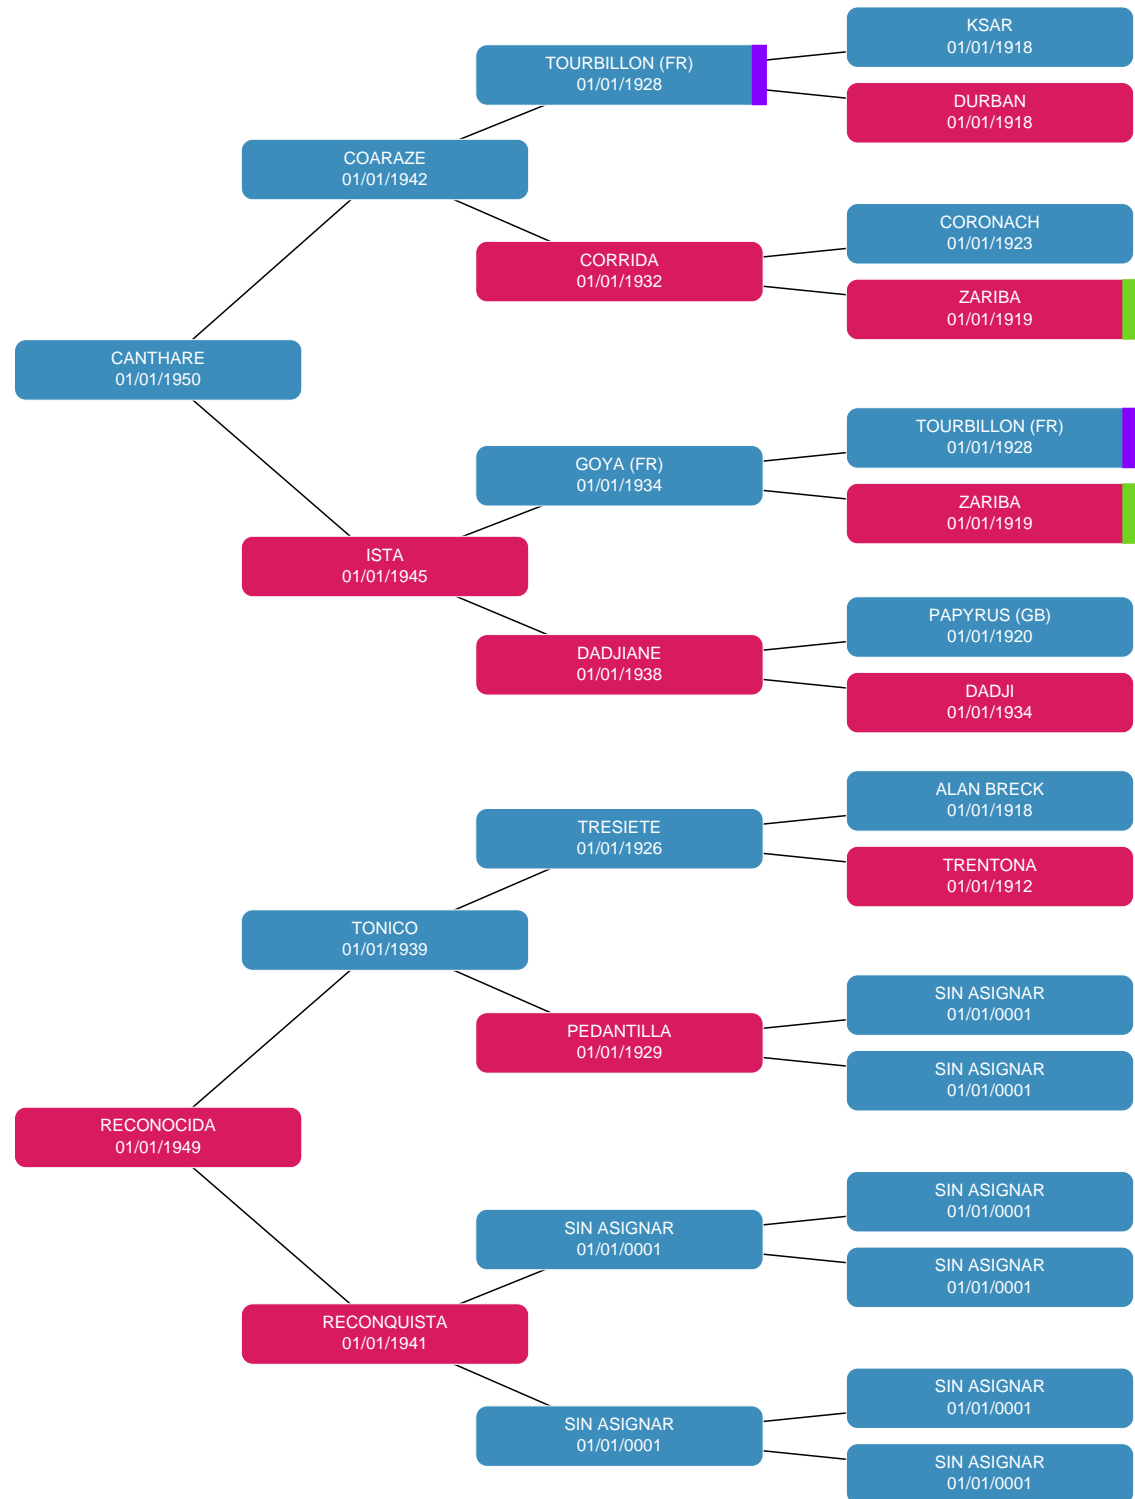 KSAR
01/01/1918
TOURBILLON (FR)
01/01/1928
DURBAN
01/01/1918
COARAZE
01/01/1942
CORONACH
01/01/1923
CORRIDA
01/01/1932
ZARIBA
01/01/1919
CANTHARE
01/01/1950
TOURBILLON (FR)
01/01/1928
GOYA (FR)
01/01/1934
ZARIBA
01/01/1919
ISTA
01/01/1945
PAPYRUS (GB)
01/01/1920
DADJIANE
01/01/1938
DADJI
01/01/1934
ALAN BRECK
01/01/1918
TRESIETE
01/01/1926
TRENTONA
01/01/1912
TONICO
01/01/1939
SIN ASIGNAR
01/01/0001
PEDANTILLA
01/01/1929
SIN ASIGNAR
01/01/0001
RECONOCIDA
01/01/1949
SIN ASIGNAR
01/01/0001
SIN ASIGNAR
01/01/0001
SIN ASIGNAR
01/01/0001
RECONQUISTA
01/01/1941
SIN ASIGNAR
01/01/0001
SIN ASIGNAR
01/01/0001
SIN ASIGNAR
01/01/0001